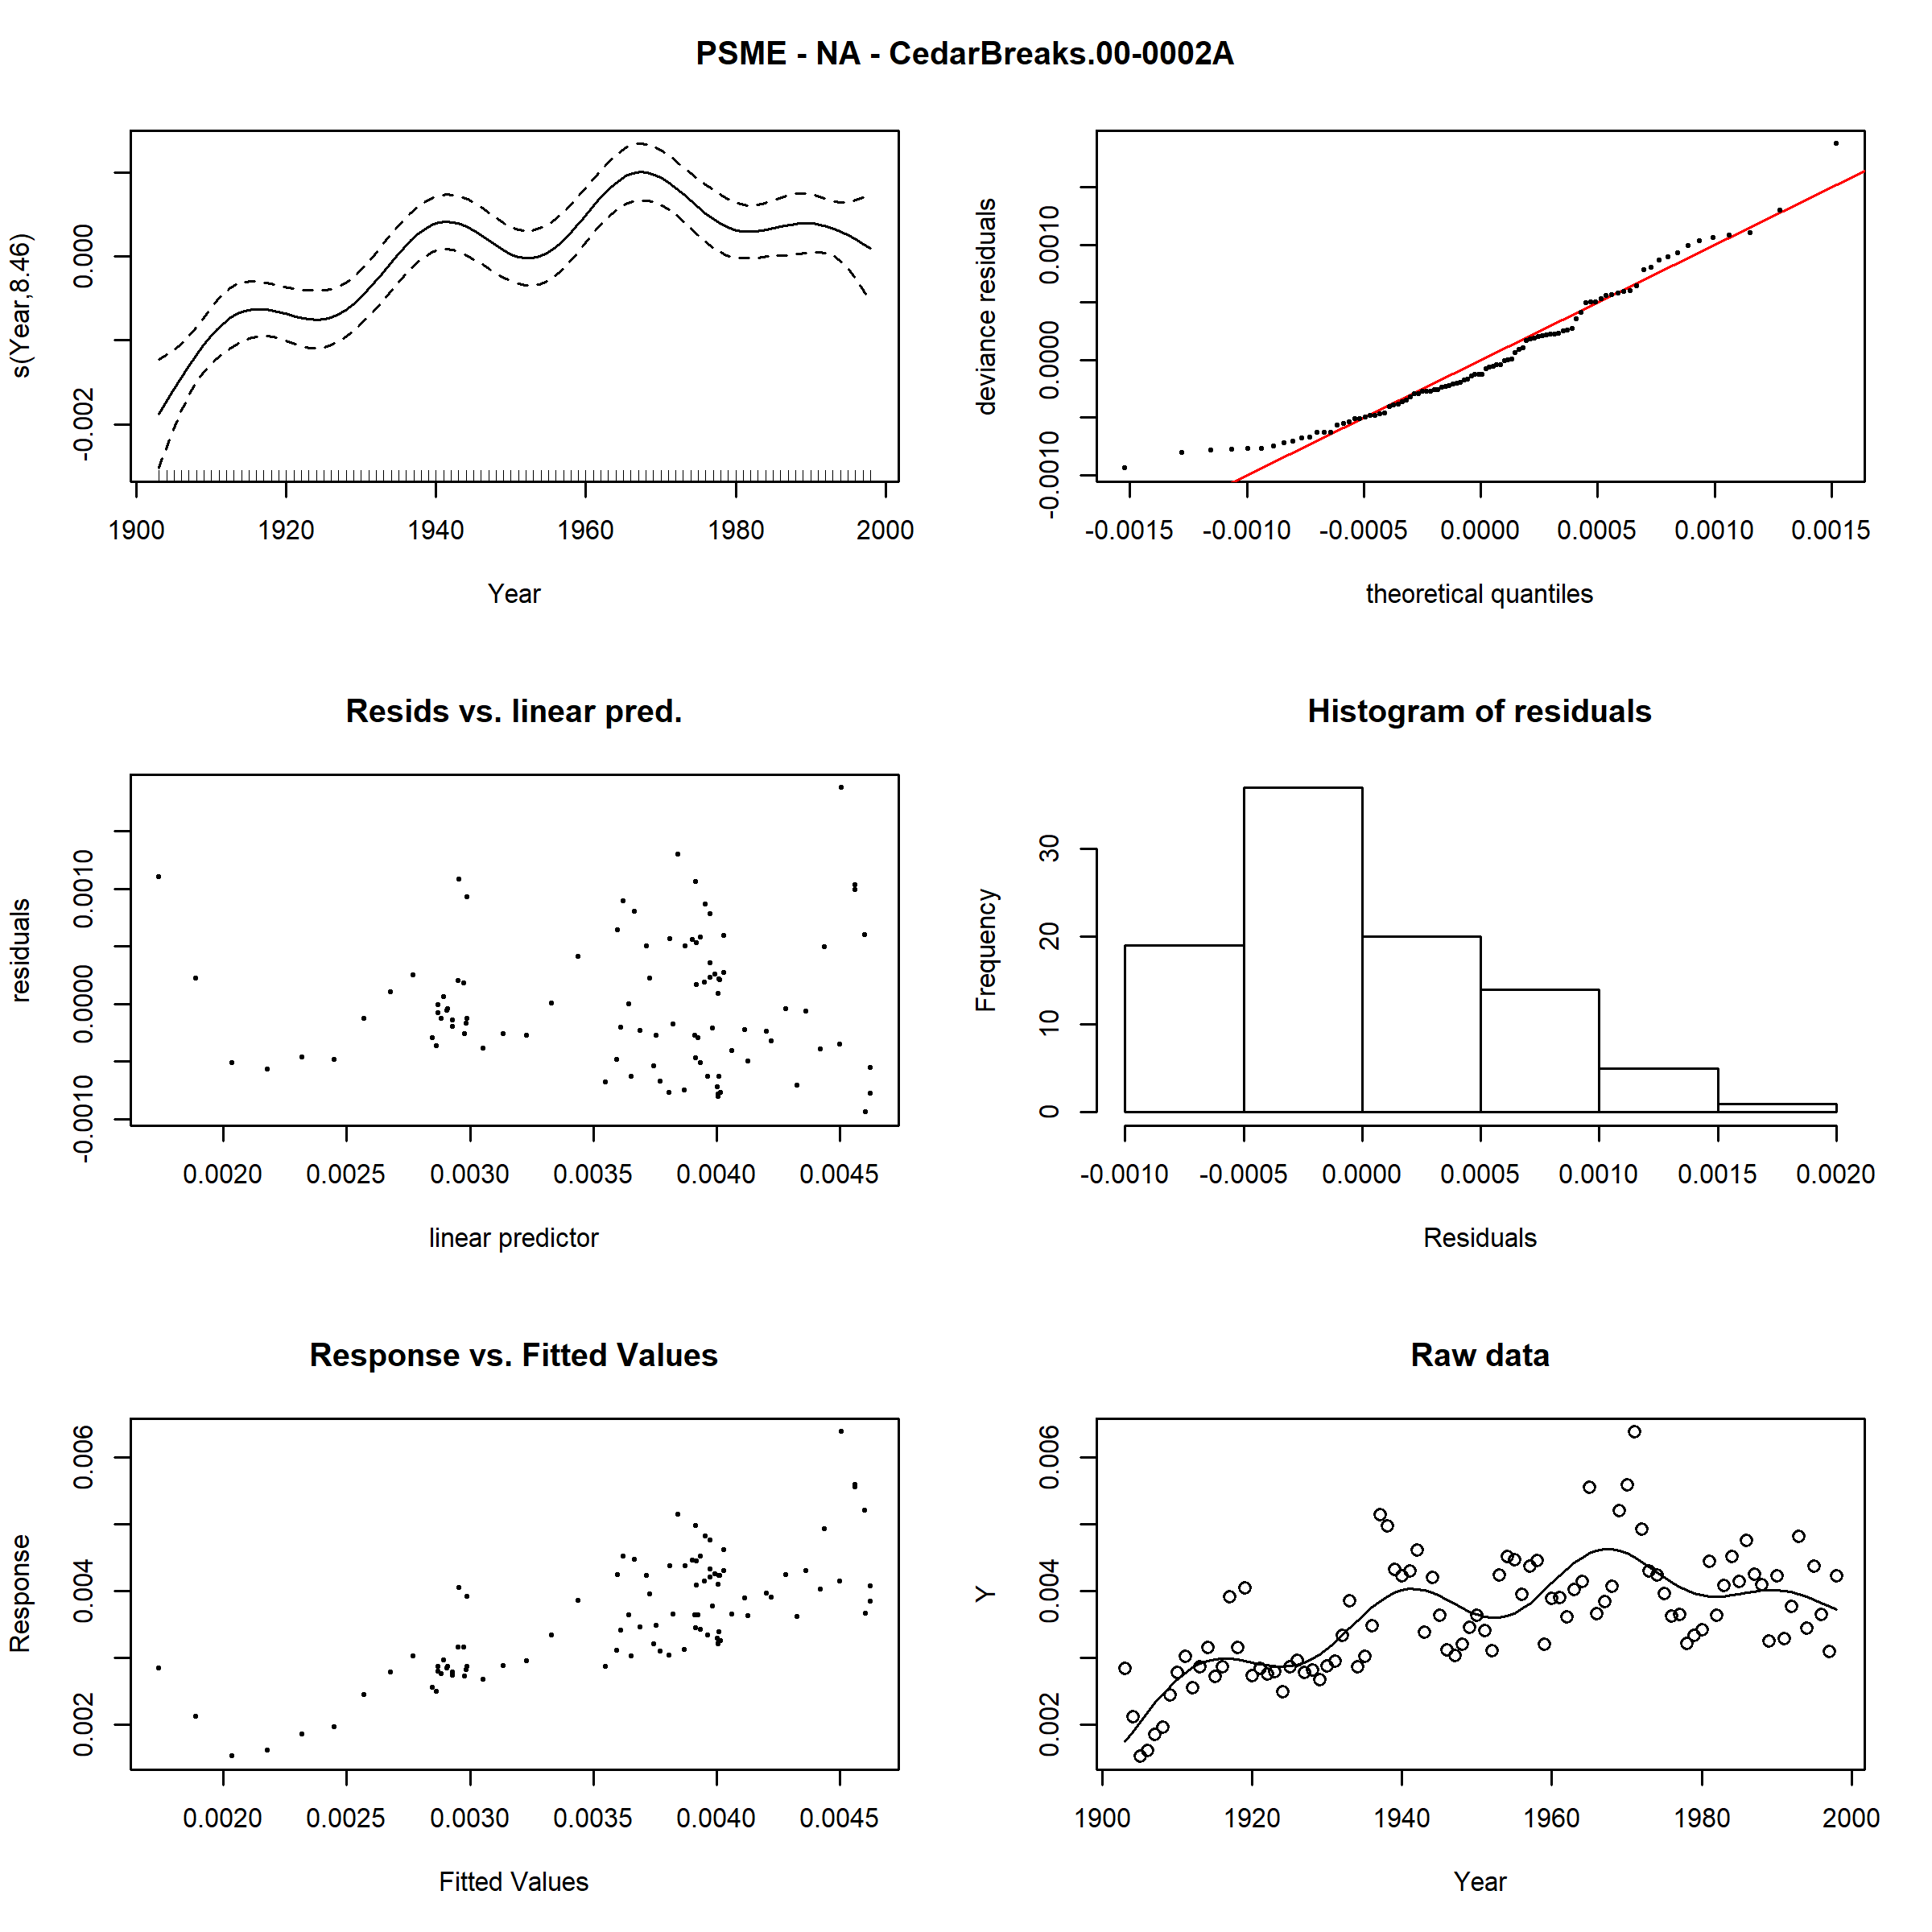 PSME - NA - CedarBreaks.00-0002A
s(Year,8.46)
0.000
-0.002
1900 1920 1940 1960 1980 2000
Year
deviance residuals
0.0010
0.0000
-0.0010
-0.0015 -0.0010 -0.0005 0.0000 0.0005 0.0010 0.0015
theoretical quantiles
Resids vs. linear pred.
residuals
0.0010
0.0000
-0.0010
0.0020 0.0025 0.0030 0.0035 0.0040 0.0045
linear predictor
Histogram of residuals
Frequency
30
20
10
0
-0.0010 -0.0005 0.0000 0.0005 0.0010 0.0015 0.0020
Residuals
Response vs. Fitted Values
Response
0.006
0.004
0.002
0.0020 0.0025 0.0030 0.0035 0.0040 0.0045
Fitted Values
Raw data
Y
0.006
0.004
0.002
1900 1920 1940 1960 1980 2000
Year